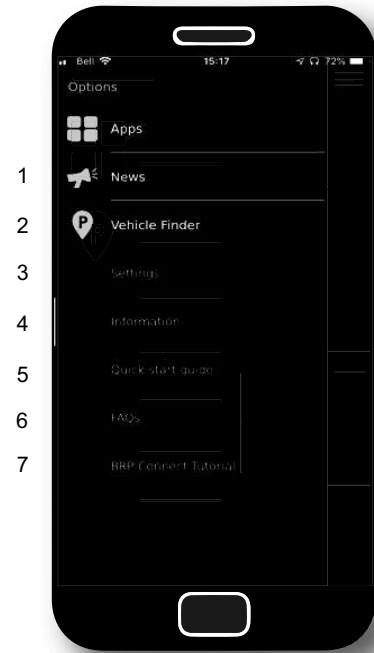 Bell 15:17 72%
Options
Apps
1 News
2 Vehicle Finder
3 Settings
4 Information
5 Quick start guide
6 FAQs
7 BRP Connect Tutorial